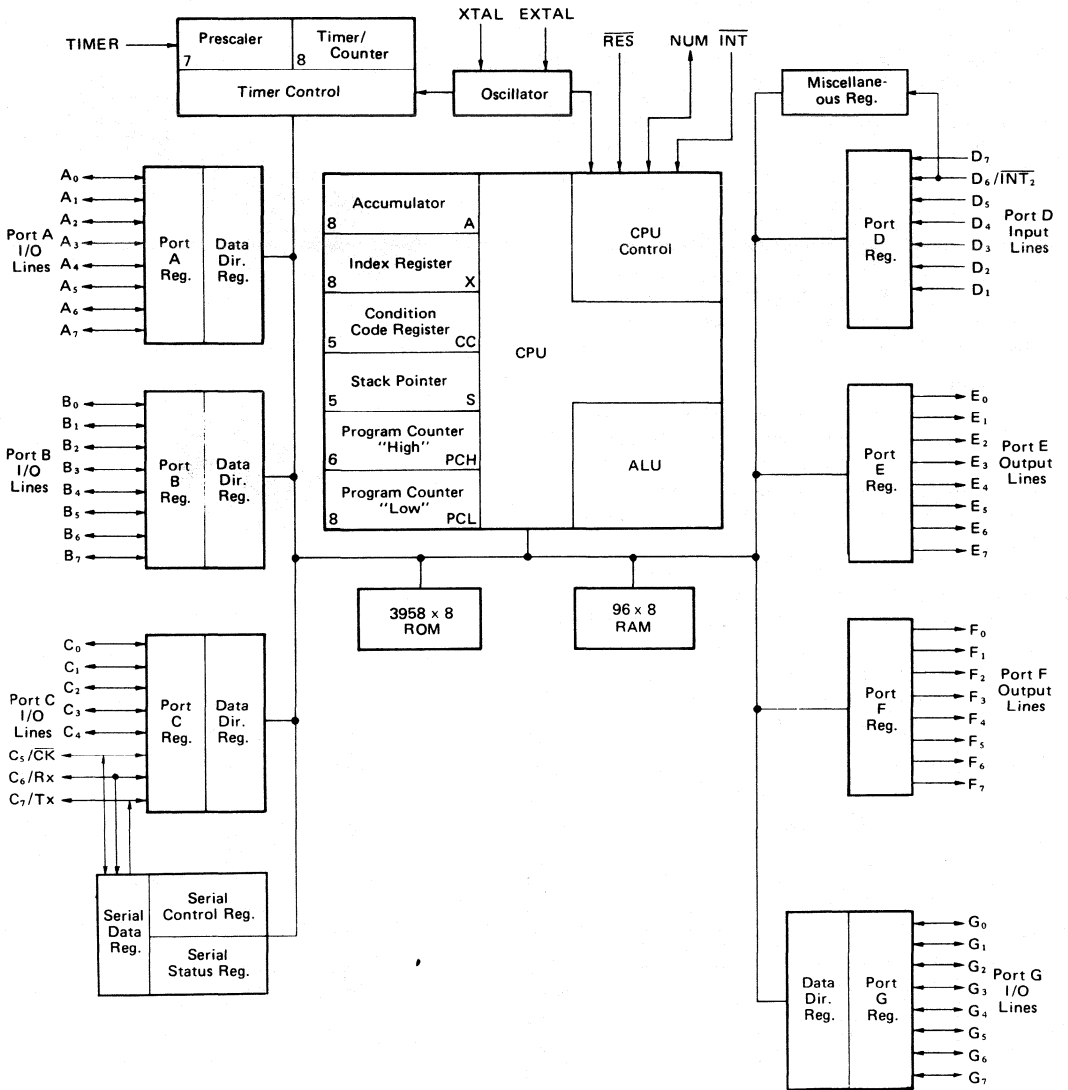 XTAL EXTAL
TIMER
Prescaler
7
Timer/
Counter
8
Timer Control
Oscillator
R̅E̅S̅
NUM I̅N̅T̅
Miscellane-
ous Reg.
A₀
A₁
A₂
A₃
A₄
A₅
A₆
A₇
Port A
I/O
Lines
Port
A
Reg.
Data
Dir.
Reg.
Accumulator
8 A
Index Register
8 X
Condition
Code Register
5 CC
Stack Pointer
5 S
Program Counter
"High"
6 PCH
Program Counter
"Low"
8 PCL
CPU
CPU
Control
ALU
Port
D
Reg.
D₇
D₆/I̅N̅T̅₂
D₅
D₄
D₃
D₂
D₁
Port D
Input
Lines
B₀
B₁
B₂
B₃
B₄
B₅
B₆
B₇
Port B
I/O
Lines
Port
B
Reg.
Data
Dir.
Reg.
Port
E
Reg.
E₀
E₁
E₂
E₃
E₄
E₅
E₆
E₇
Port E
Output
Lines
3958 x 8
ROM
96 x 8
RAM
C₀
C₁
C₂
C₃
C₄
C₅/C̅K̅
C₆/Rx
C₇/Tx
Port C
I/O
Lines
Port
C
Reg.
Data
Dir.
Reg.
Port
F
Reg.
F₀
F₁
F₂
F₃
F₄
F₅
F₆
F₇
Port F
Output
Lines
Serial
Data
Reg.
Serial
Control Reg.
Serial
Status Reg.
Data
Dir.
Reg.
Port
G
Reg.
G₀
G₁
G₂
G₃
G₄
G₅
G₆
G₇
Port G
I/O
Lines